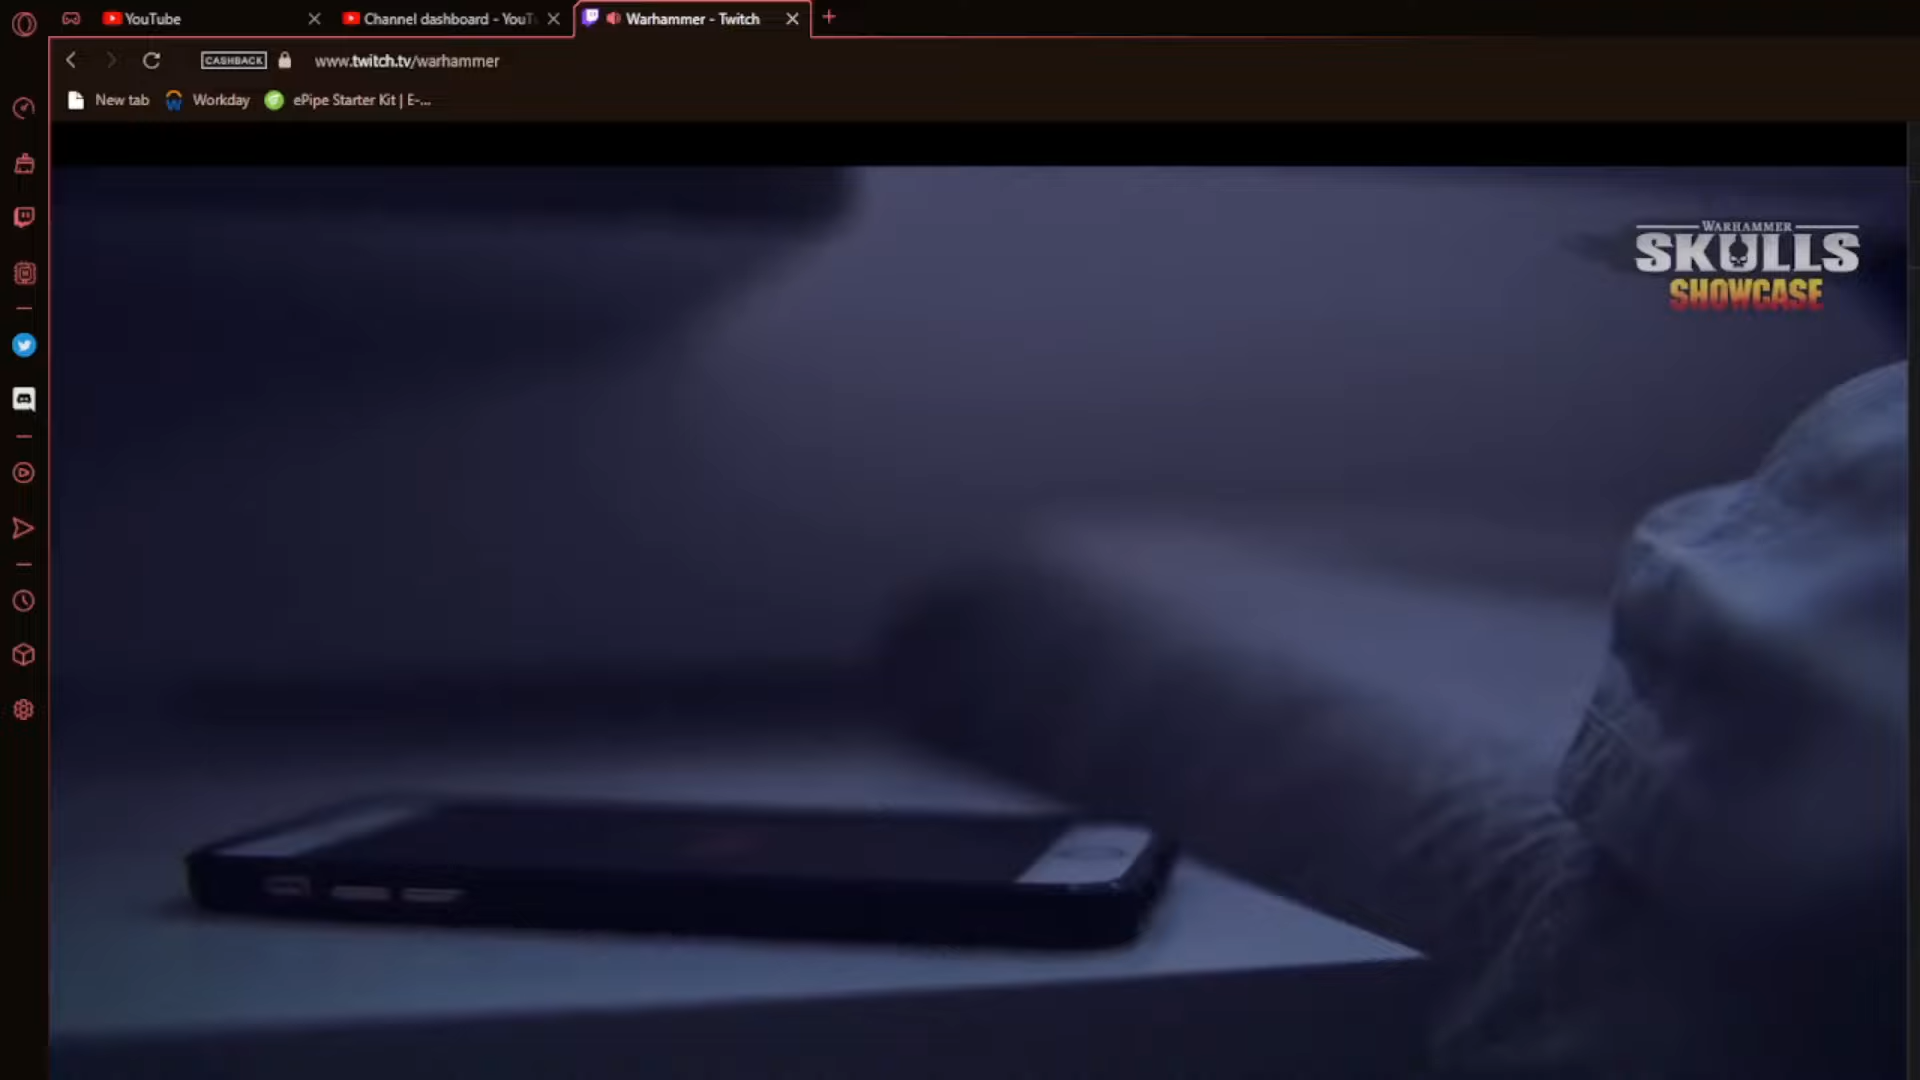 YouTube
Channel dashboard - YouT
Warhammer - Twitch
CASHBACK
www.twitch.tv/warhammer
New tab
Workday
ePipe Starter Kit | E-...
WARHAMMER
SKULLS
SHOWCASE